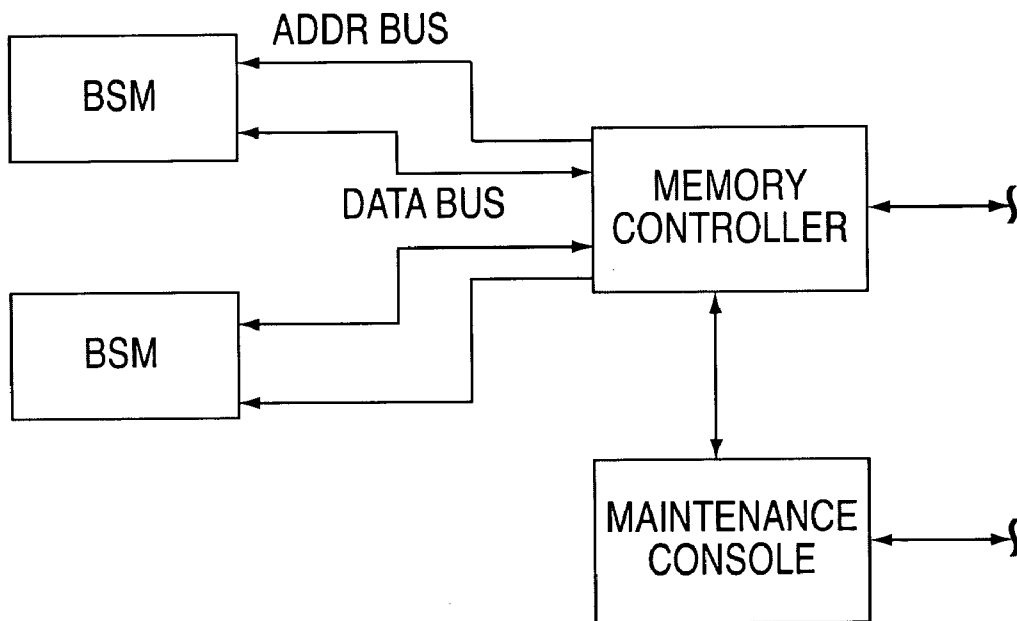 ADDR BUS
BSM
DATA BUS
MEMORY
CONTROLLER
BSM
MAINTENANCE
CONSOLE